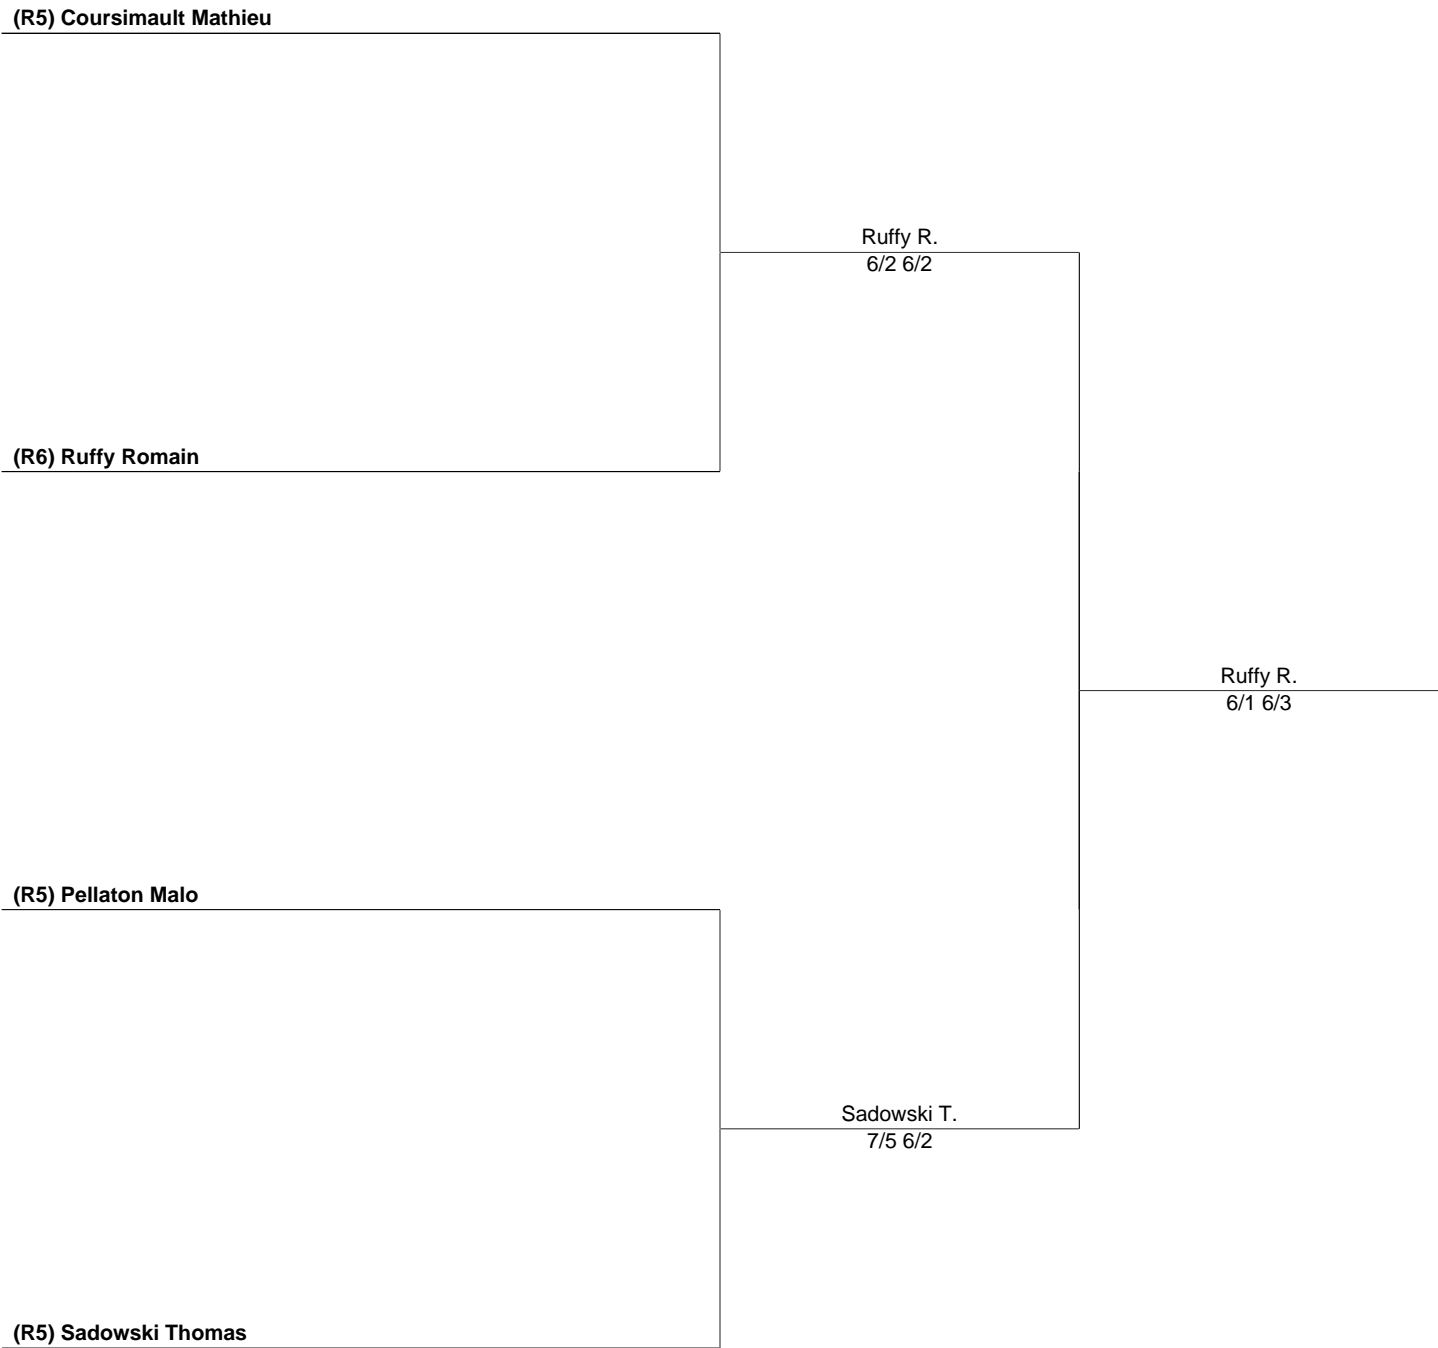 (R5) Coursimault Mathieu
Ruffy R.
6/2 6/2
(R6) Ruffy Romain
Ruffy R.
6/1 6/3
(R5) Pellaton Malo
Sadowski T.
7/5 6/2
(R5) Sadowski Thomas